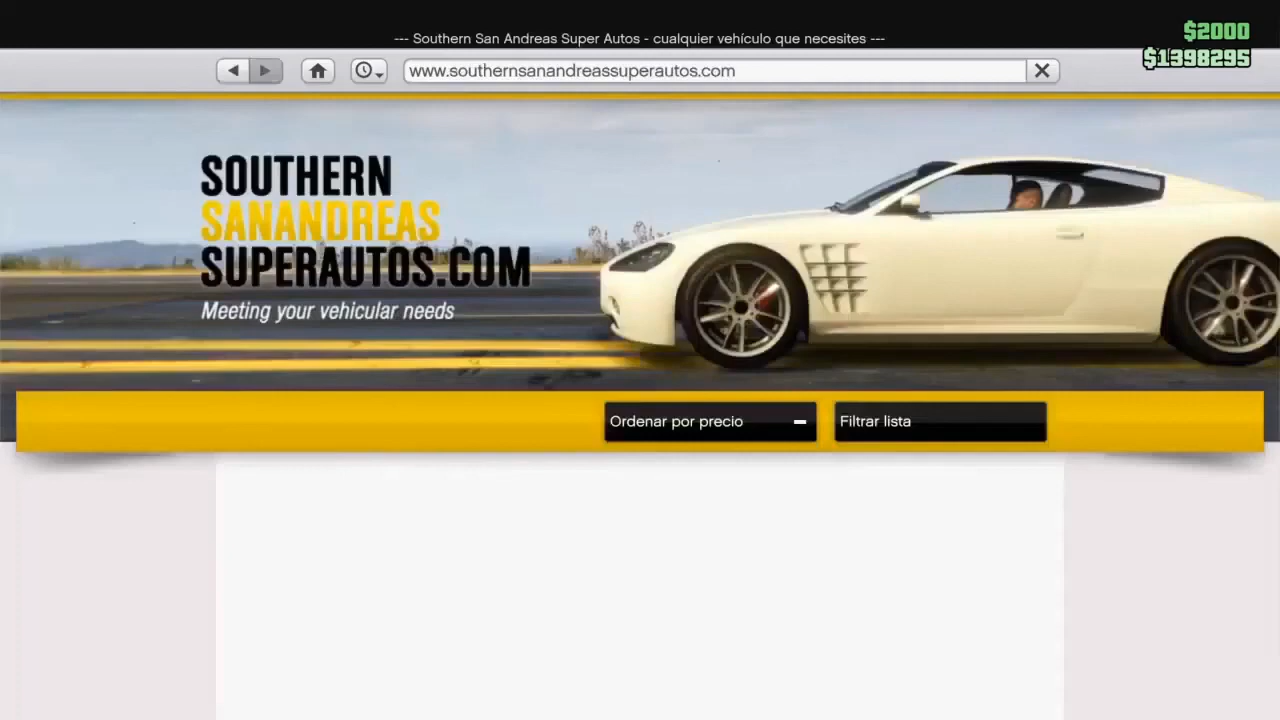 --- Southern San Andreas Super Autos - cualquier vehículo que necesites ---
$2000
$1398295
www.southernsanandreassuperautos.com
SOUTHERN
SANANDREAS
SUPERAUTOS.COM
Meeting your vehicular needs
Ordenar por precio
Filtrar lista